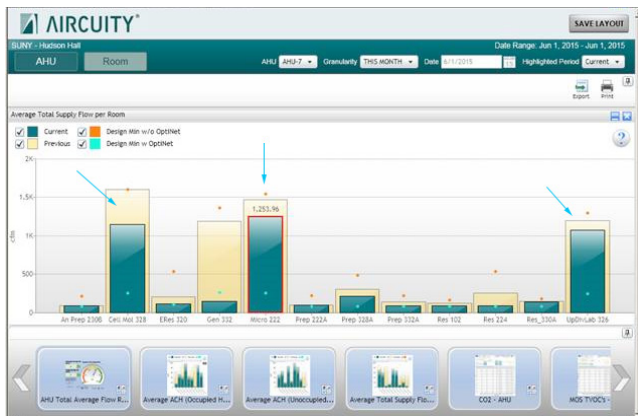 AIRCUITY®
SAVE LAYOUT
SUNY - Hudson Hall
Date Range: Jun 1, 2015 - Jun 1, 2015
AHU
Room
AHU AHU-7 Granularity THIS MONTH Date 6/1/2015 15 Highlighted Period Current
Export Print
Average Total Supply Flow per Room
Current Design Min w/o OptiNet
Previous Design Min w OptiNet
?
2K
1.5K
1,253.96
cfm
1K
500
0
An Prep 230B Cell Mol 328 ERes 320 Gen 332 Micro 222 Prep 222A Prep 328A Prep 332A Res 102 Res 224 Res_300A UpDivLab 326
AHU Total Average Flow R... Average ACH (Occupied H... Average ACH (Unoccupied... Average Total Supply Flo... CO2 - AHU MOS TVOC's -